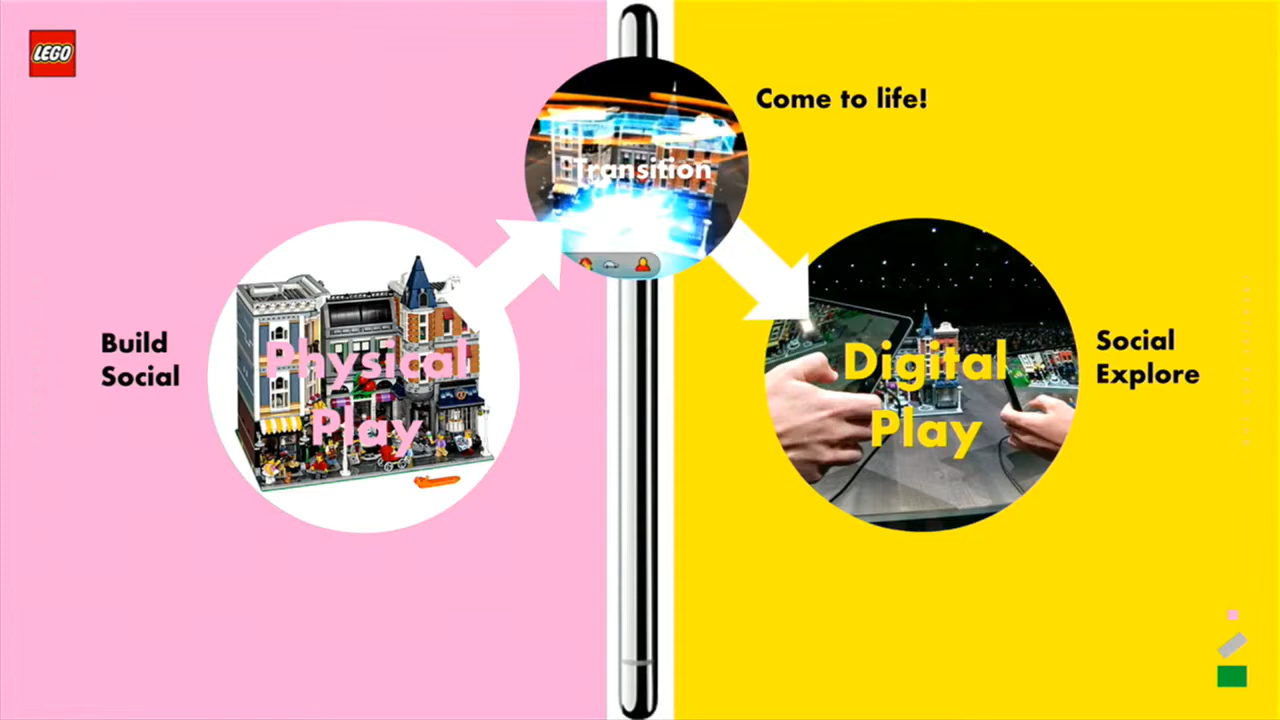 LEGO
Come to life!
Transition
Build
Social
Physical
Play
Digital
Play
Social
Explore